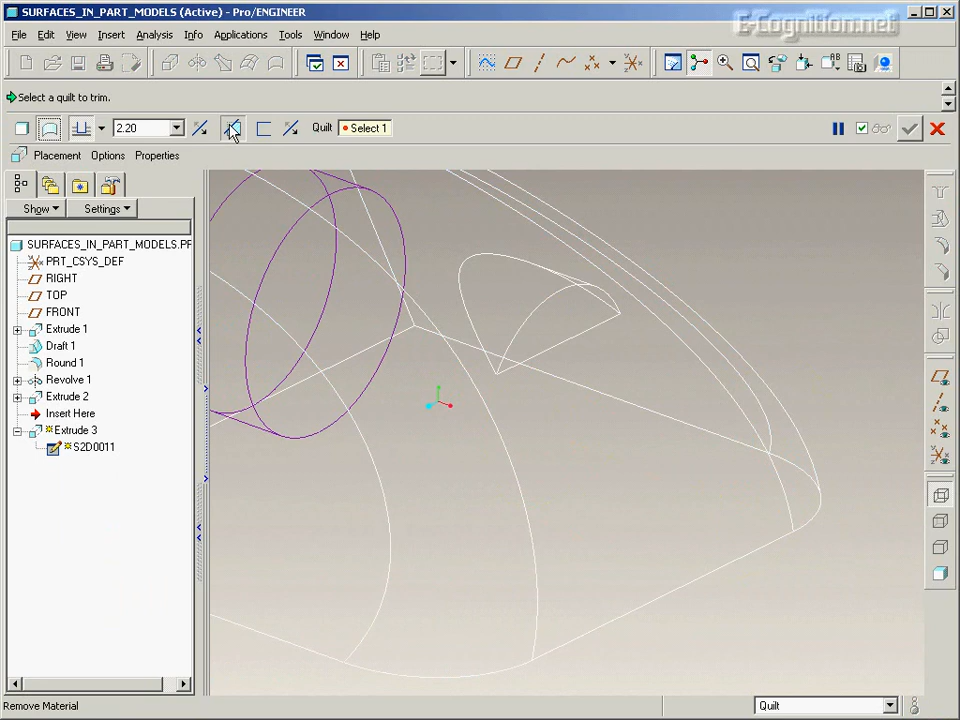 SURFACES_IN_PART_MODELS (Active) - Pro/ENGINEER
E-Cognition.net
File Edit View Insert Analysis Info Applications Tools Window Help
Select a quilt to trim.
2.20 Quilt Select 1
Placement Options Properties
Show Settings
SURFACES_IN_PART_MODELS.PF
PRT_CSYS_DEF
RIGHT
TOP
FRONT
Extrude 1
Draft 1
Round 1
Revolve 1
Extrude 2
Insert Here
Extrude 3
S2D0011
Remove Material Quilt